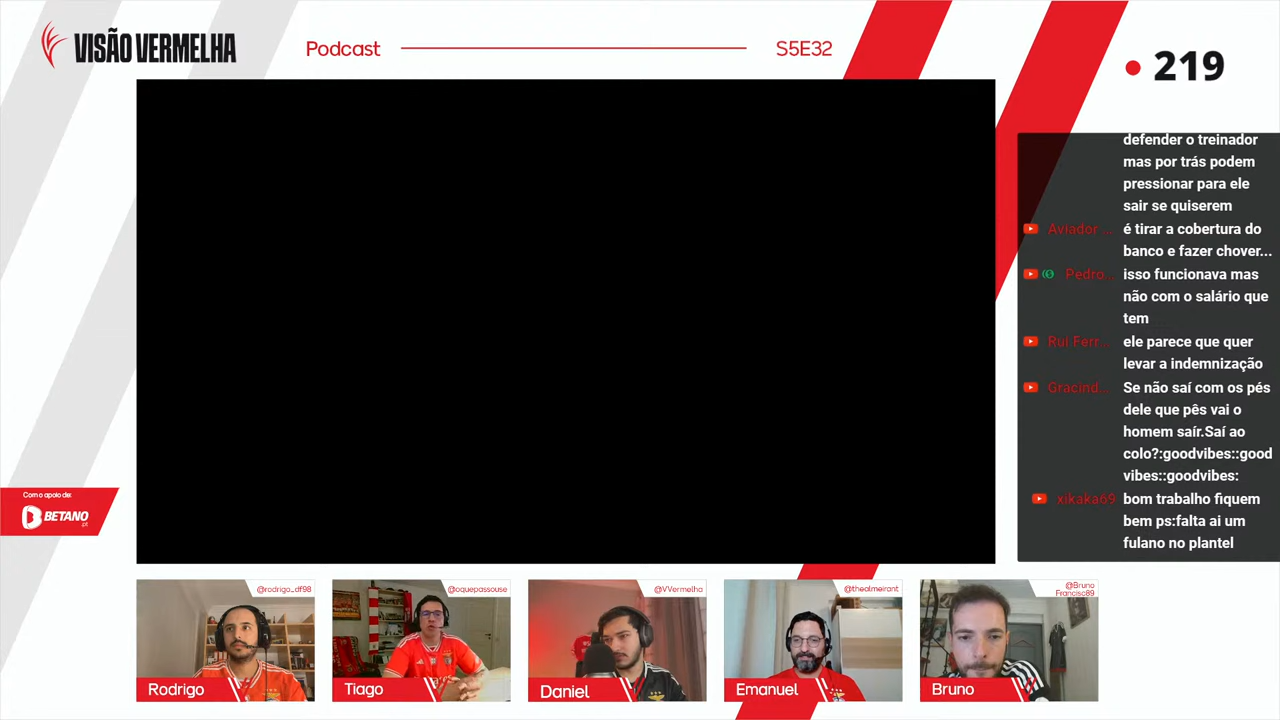 VISÃO VERMELHA
Podcast
S5E32
219
defender o treinador
mas por trás podem
pressionar para ele
sair se quiserem
Aviador ... é tirar a cobertura do
banco e fazer chover...
Pedro... isso funcionava mas
não com o salário que
tem
Rui Ferr... ele parece que quer
levar a indemnização
Gracind... Se não saí com os pés
dele que pês vai o
homem saír.Saí ao
colo?:goodvibes::good
vibes::goodvibes:
xikaka69 bom trabalho fiquem
bem ps:falta ai um
fulano no plantel
Com o apoio de:
BETANO
.pt
@rodrigo_df98
Rodrigo
@oquepassouse
Tiago
@VVermelha
Daniel
@thealmeirant
Emanuel
@Bruno
Francisc89
Bruno